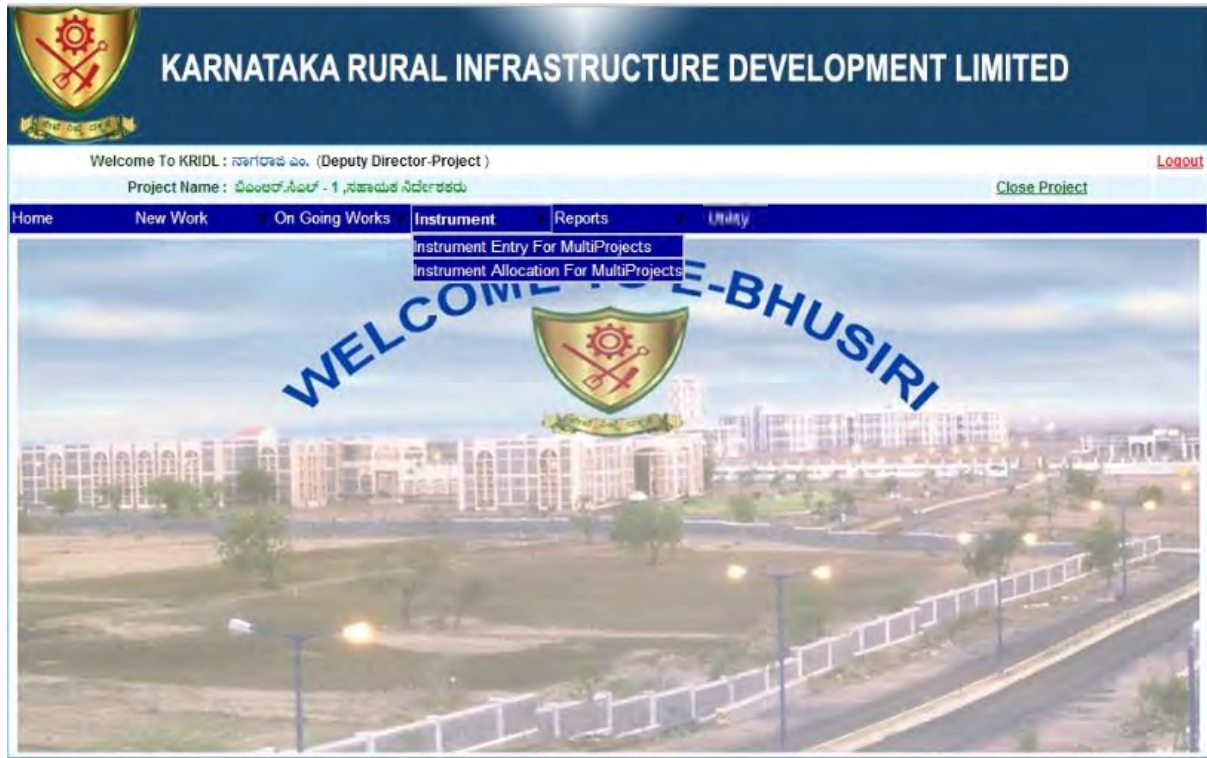 KARNATAKA RURAL INFRASTRUCTURE DEVELOPMENT LIMITED
Welcome To KRIDL : ನಾಗರಾಜ ಎಂ. (Deputy Director-Project )
Logout
Project Name : ಬಿಎಂಆರ್.ಸಿಎಲ್ - 1 ,ಸಹಾಯಕ ನಿರ್ದೇಶಕರು
Close Project
Home New Work On Going Works Instrument Reports Utility
Instrument Entry For MultiProjects
Instrument Allocation For MultiProjects
WELCOME TO E-BHUSIRI